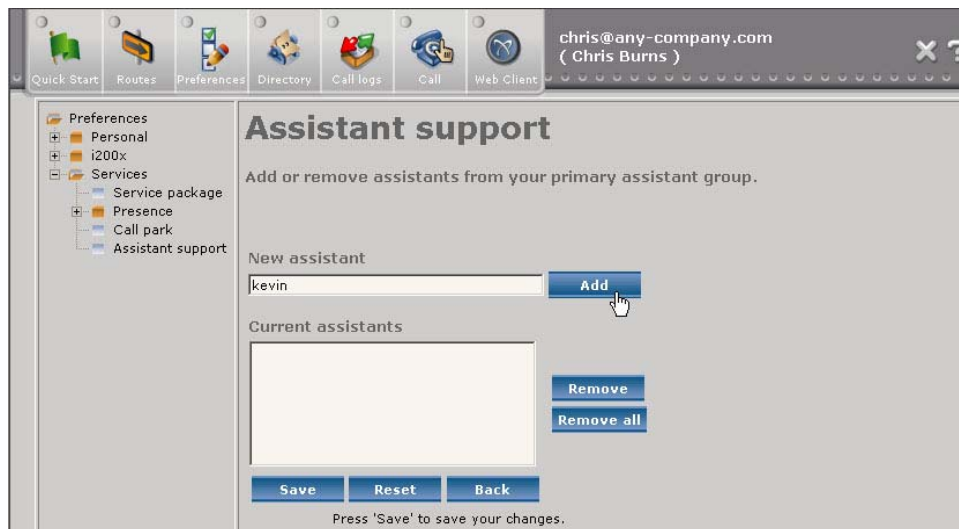 chris@any-company.com
( Chris Burns )
Quick Start Routes Preferences Directory Call logs Call Web Client
Preferences
Personal
i200x
Services
Service package
Presence
Call park
Assistant support
Assistant support
Add or remove assistants from your primary assistant group.
New assistant
kevin
Add
Current assistants
Remove
Remove all
Save Reset Back
Press 'Save' to save your changes.